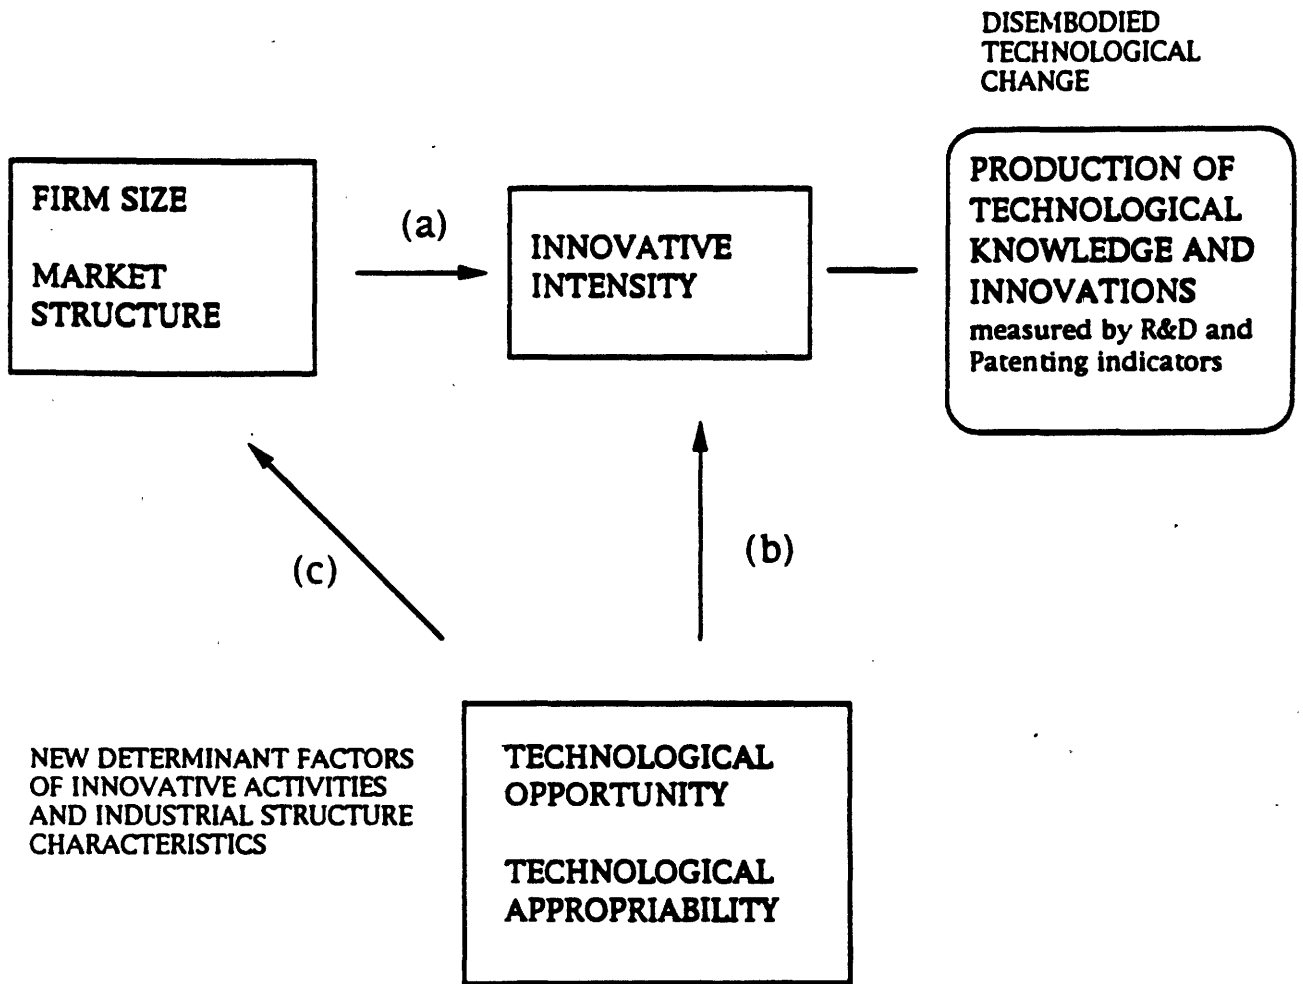 DISEMBODIED
TECHNOLOGICAL
CHANGE
FIRM SIZE
MARKET
STRUCTURE
(a)
INNOVATIVE
INTENSITY
PRODUCTION OF
TECHNOLOGICAL
KNOWLEDGE AND
INNOVATIONS
measured by R&D and
Patenting indicators
(c)
(b)
NEW DETERMINANT FACTORS
OF INNOVATIVE ACTIVITIES
AND INDUSTRIAL STRUCTURE
CHARACTERISTICS
TECHNOLOGICAL
OPPORTUNITY
TECHNOLOGICAL
APPROPRIABILITY